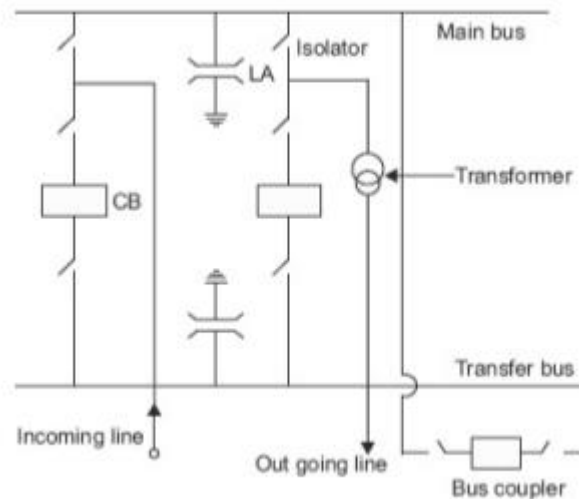 Main bus
Isolator
LA
Transformer
CB
Transfer bus
Incoming line
Out going line
Bus coupler